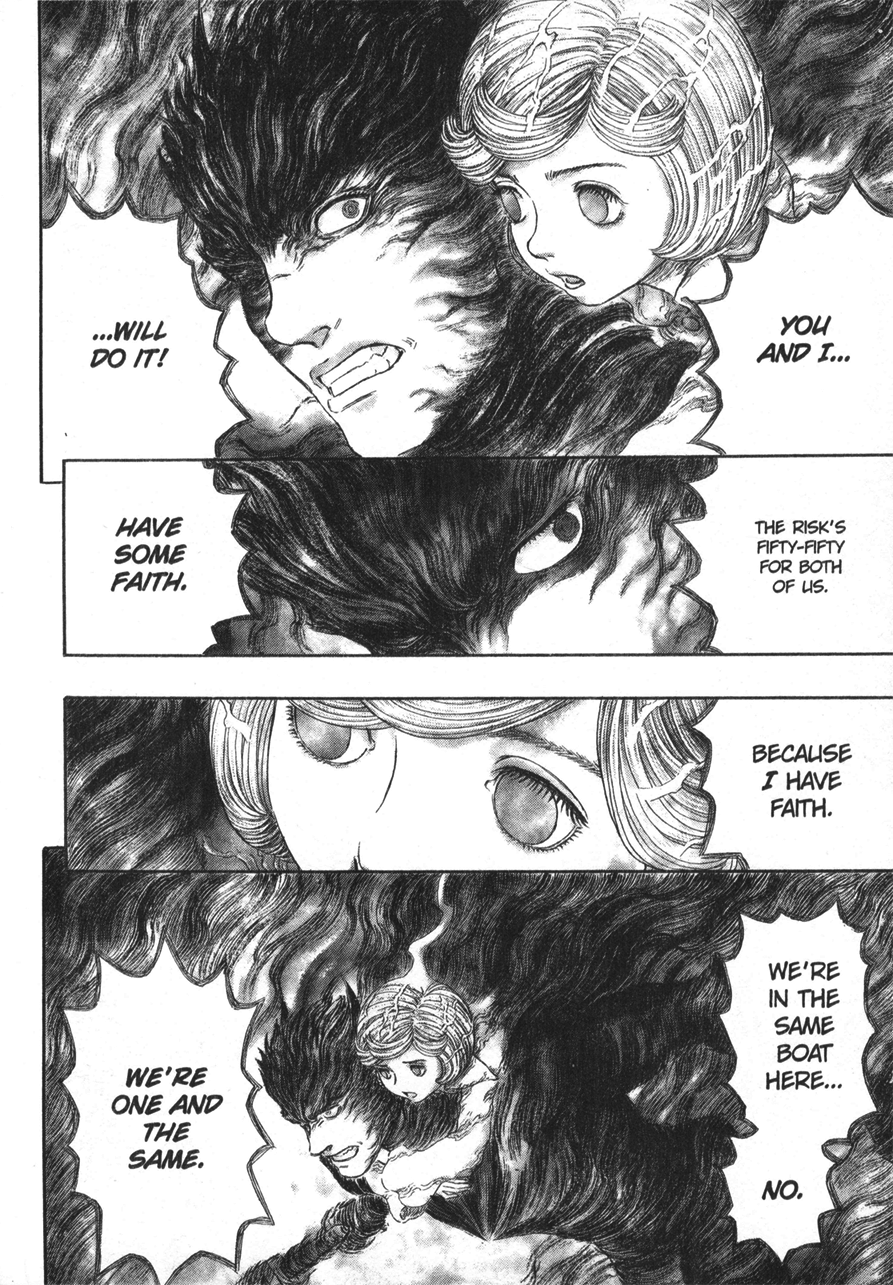 YOU
AND I...
...WILL
DO IT!
THE RISK'S
FIFTY-FIFTY
FOR BOTH
OF US.
HAVE
SOME
FAITH.
BECAUSE
I HAVE
FAITH.
WE'RE
IN THE
SAME
BOAT
HERE...
NO.
WE'RE
ONE AND
THE
SAME.